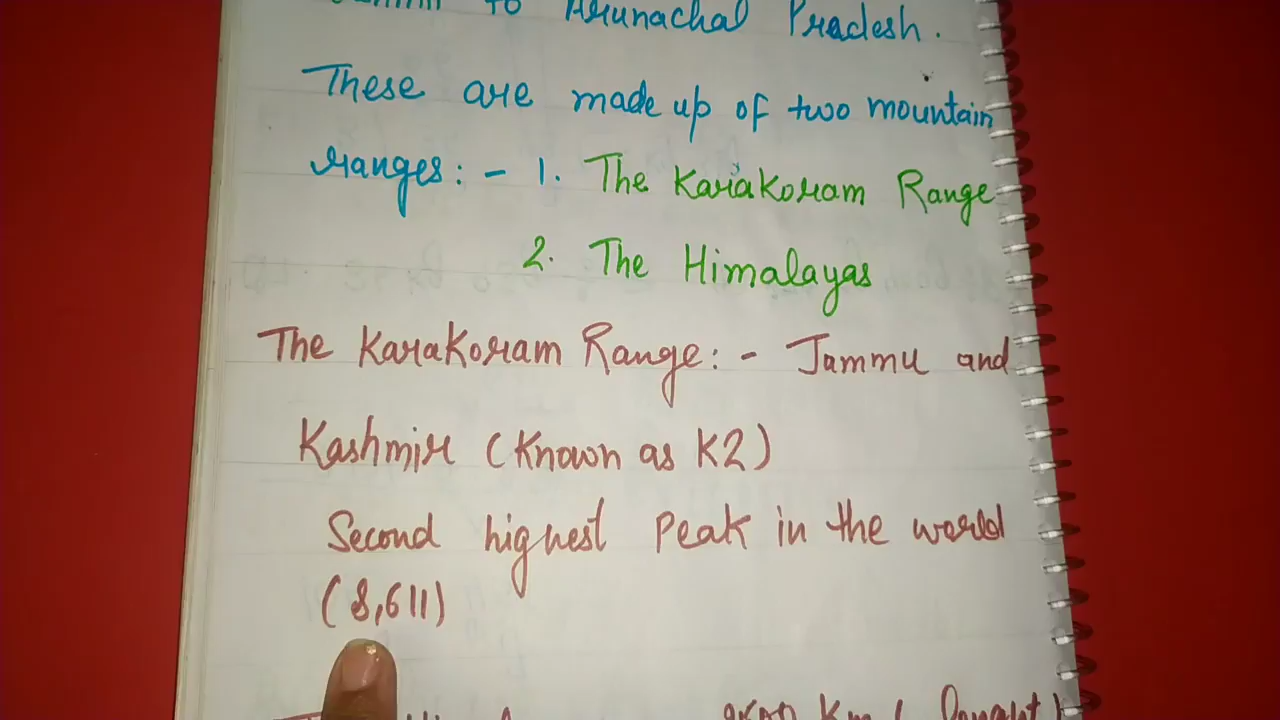 to Arunachal Pradesh.
These are made up of two mountain
ranges:- 1. The Karakoram Range
2. The Himalayas
The Karakoram Range:- Jammu and
Kashmir (Known as K2)
Second highest Peak in the world
(8,611)